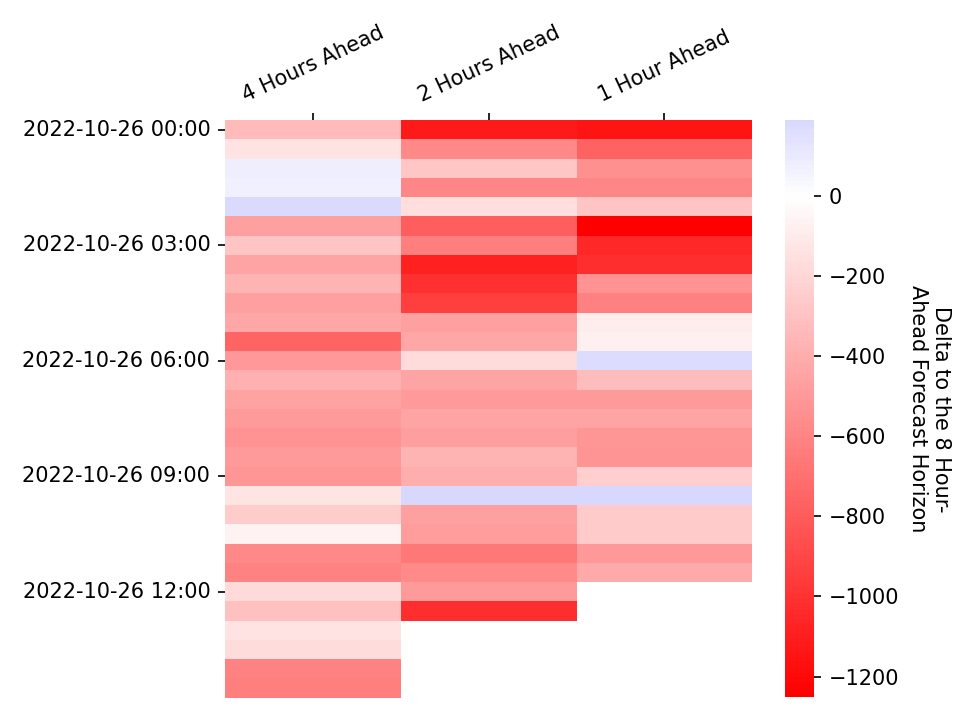 4 Hours Ahead
2 Hours Ahead
1 Hour Ahead
2022-10-26 00:00
2022-10-26 03:00
2022-10-26 06:00
2022-10-26 09:00
2022-10-26 12:00
0
−200
−400
−600
−800
−1000
−1200
Delta to the 8 Hour-
Ahead Forecast Horizon